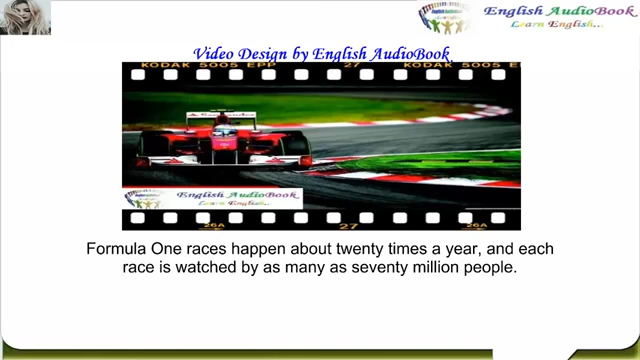 English AudioBook
Learn English...
Video Design by English AudioBook
KODAK 5005 EPP 27 KODAK 5005 E
Santander
English AudioBook
Learn English...
26A 27 26A
Formula One races happen about twenty times a year, and each
race is watched by as many as seventy million people.